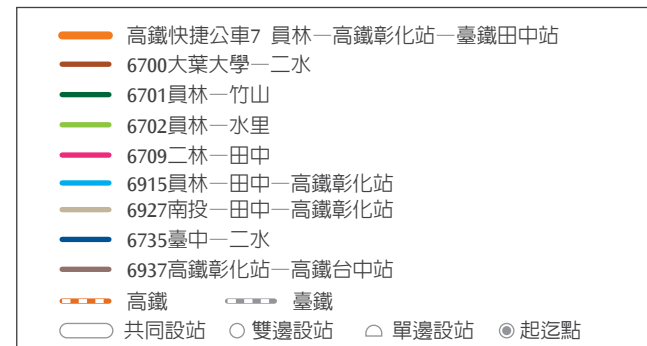 高鐵快捷公車7 員林—高鐵彰化站—臺鐵田中站
6700大葉大學—二水
6701員林—竹山
6702員林—水里
6709二林—田中
6915員林—田中—高鐵彰化站
6927南投—田中—高鐵彰化站
6735臺中—二水
6937高鐵彰化站—高鐵台中站
高鐵 臺鐵
共同設站 雙邊設站 單邊設站 起迄點